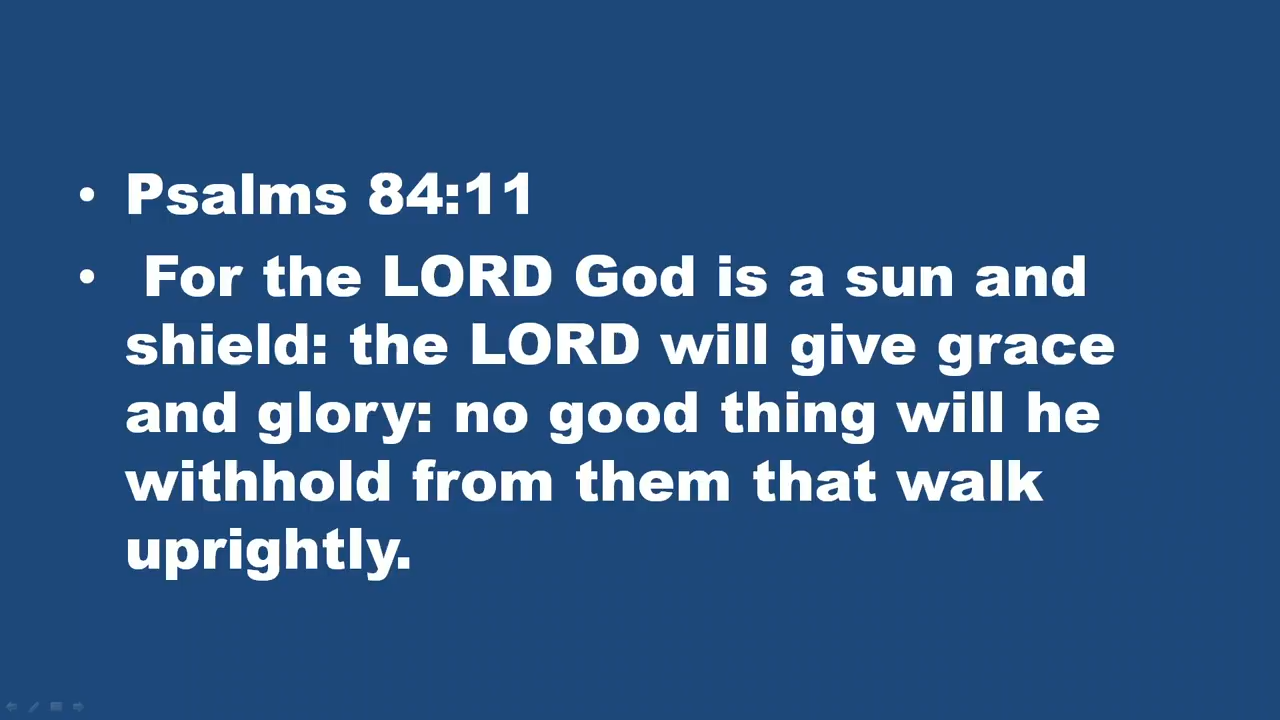 • Psalms 84:11
• For the LORD God is a sun and
shield: the LORD will give grace
and glory: no good thing will he
withhold from them that walk
uprightly.